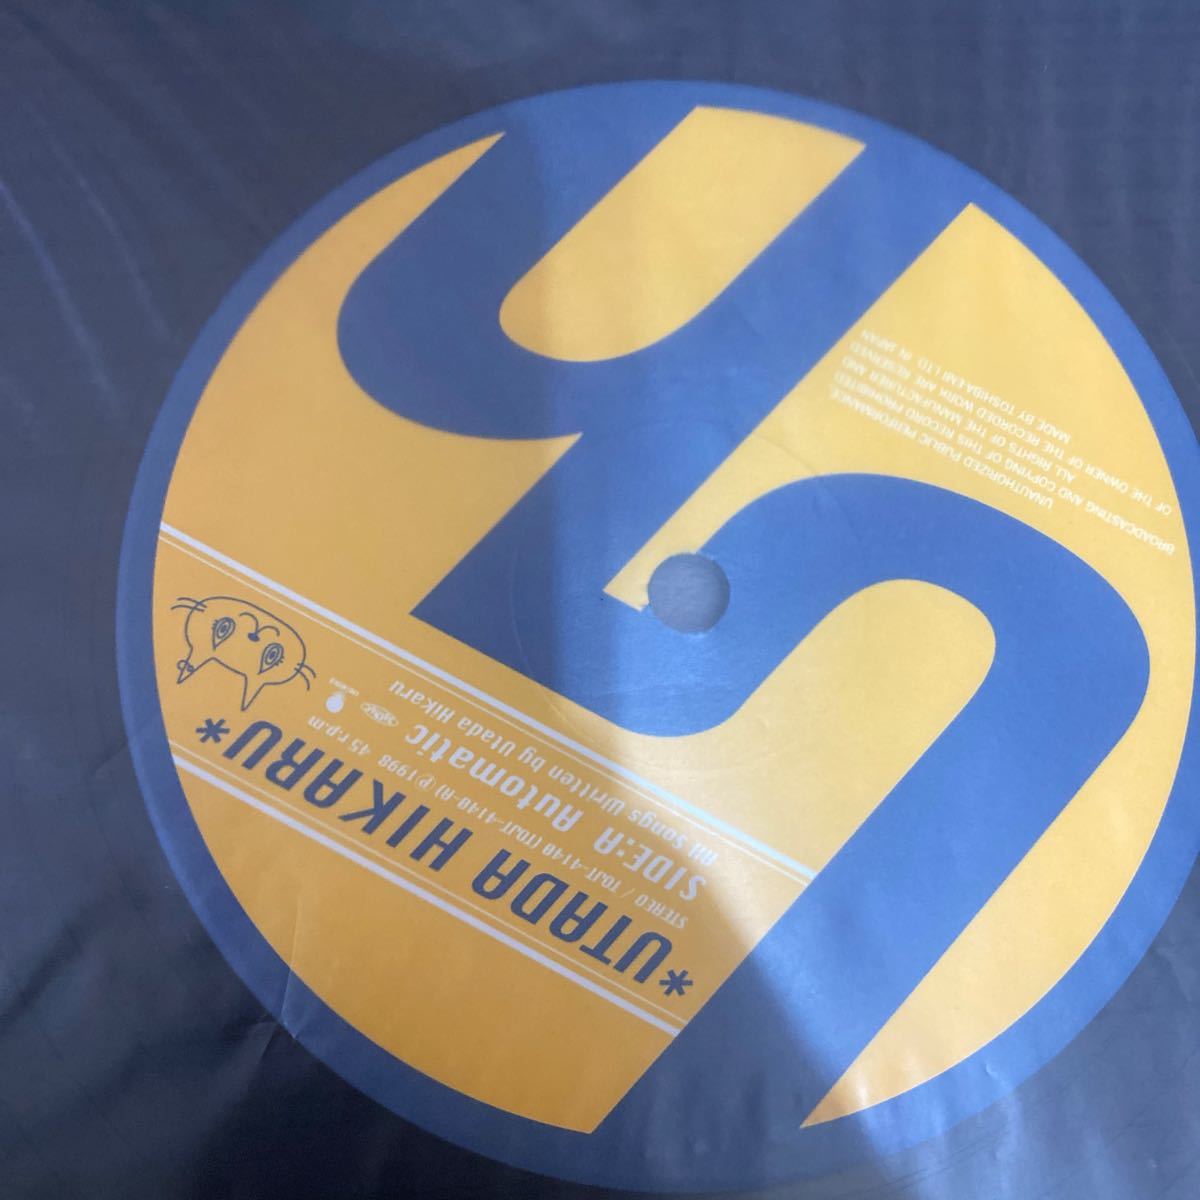 *UTADA HIKARU*
STEREO / TOJT-4140 (TOJT-4140-A) Ⓟ 1998 45 r.p.m
SIDE:A Automatic
All Songs Written by Utada Hikaru
UNAUTHORIZED PUBLIC PERFORMANCE
BROADCASTING AND COPYING OF THIS RECORD PROHIBITED
ALL RIGHTS OF THE MANUFACTURER AND
OF THE OWNER OF THE RECORDED WORK ARE RESERVED
MADE BY TOSHIBA EMI LTD. IN JAPAN